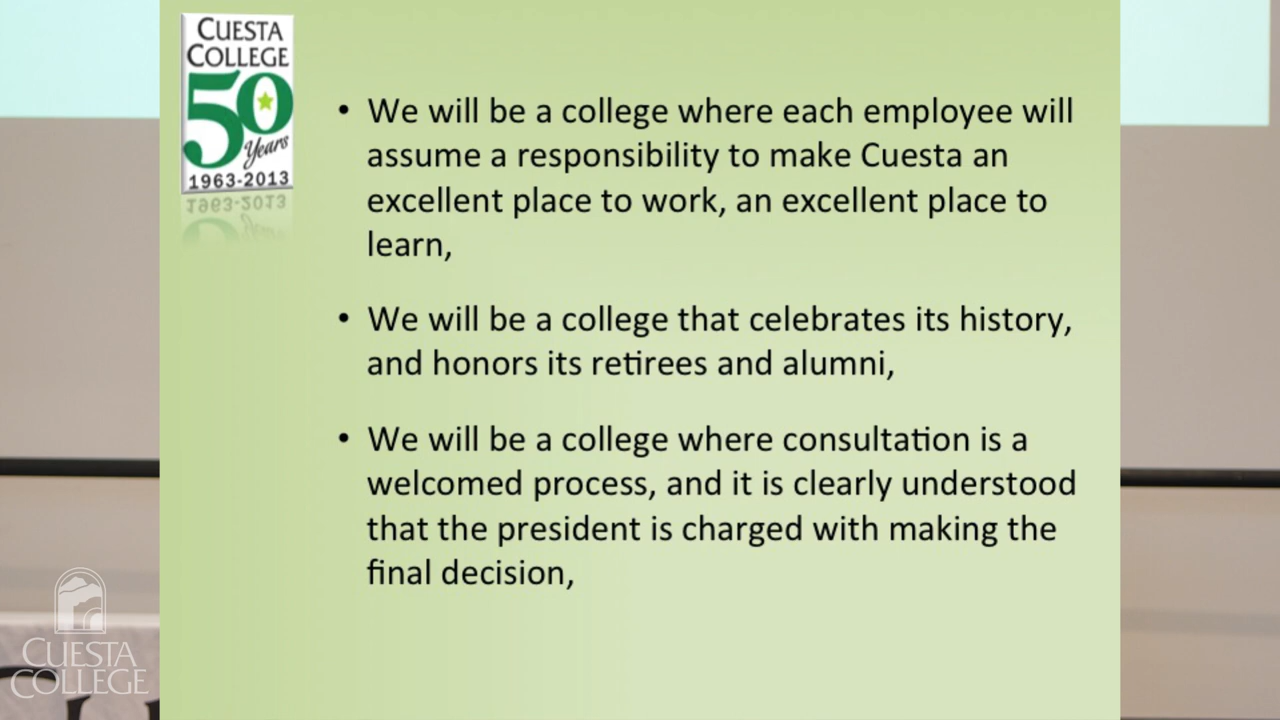 CUESTA
COLLEGE
50
Years
1963-2013
• We will be a college where each employee will
assume a responsibility to make Cuesta an
excellent place to work, an excellent place to
learn,
• We will be a college that celebrates its history,
and honors its retirees and alumni,
• We will be a college where consultation is a
welcomed process, and it is clearly understood
that the president is charged with making the
final decision,
CUESTA
COLLEGE